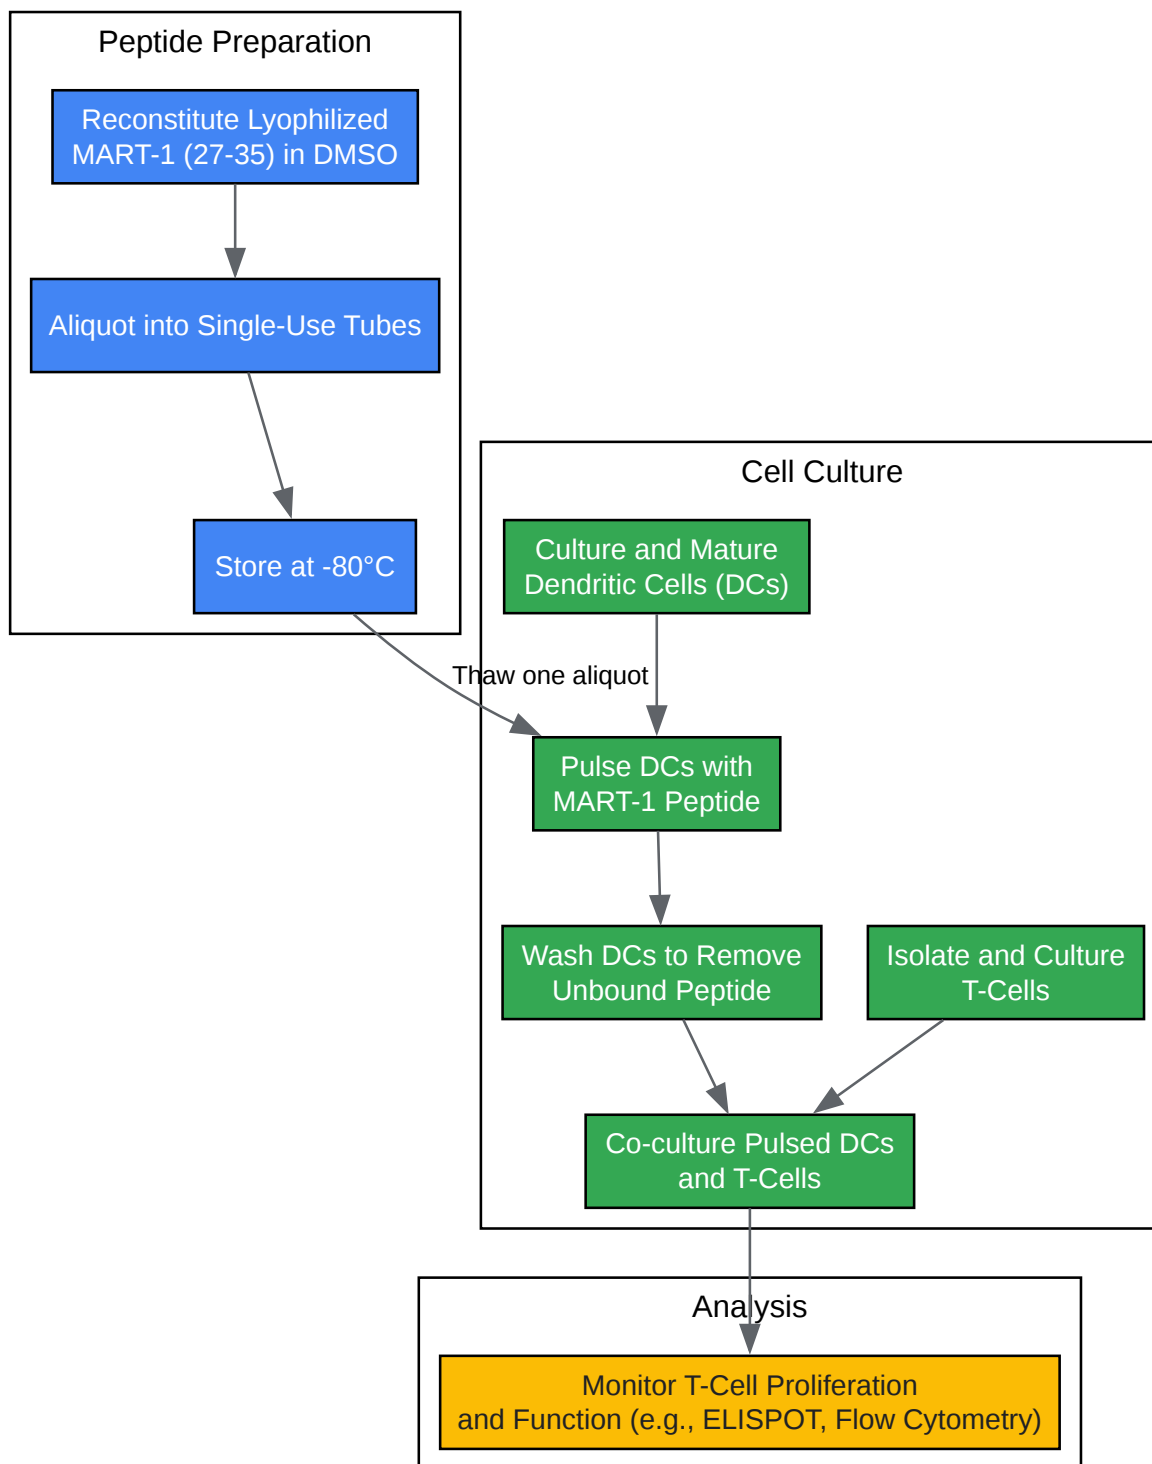 Peptide Preparation
Reconstitute Lyophilized
MART-1 (27-35) in DMSO
Aliquot into Single-Use Tubes
Store at -80°C
Cell Culture
Culture and Mature
Dendritic Cells (DCs)
Thaw one aliquot
Pulse DCs with
MART-1 Peptide
Wash DCs to Remove
Unbound Peptide
Isolate and Culture
T-Cells
Co-culture Pulsed DCs
and T-Cells
Analysis
Monitor T-Cell Proliferation
and Function (e.g., ELISPOT, Flow Cytometry)